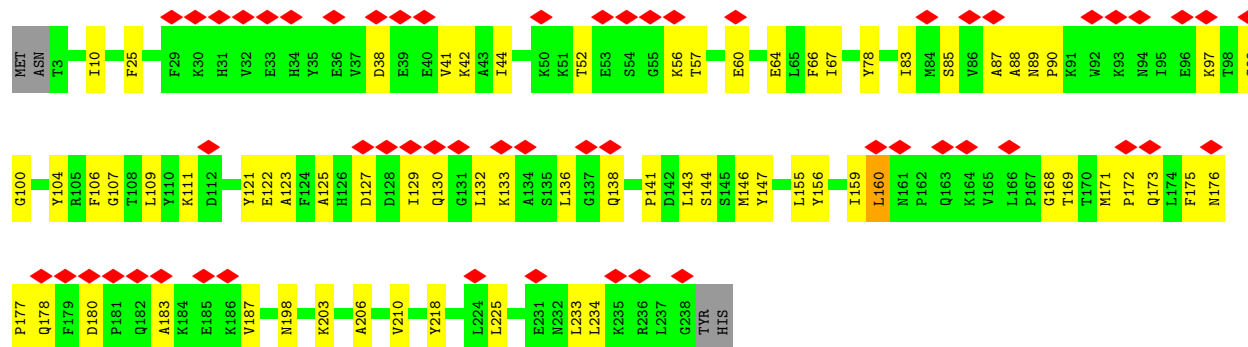 MET ASN T3 I10 F25 F29 K30 H31 V32 E33 H34 Y35 E36 V37 D38 E39 E40 V41 K42 A43 I44 K50 K51 T52 E53 S54 G55 K56 T57 E60 E64 L65 F66 I67 Y78 I83 M84 S85 V86 A87 A88 N89 P90 K91 W92 K93 N94 I95 E96 K97 T98
G100 Y104 R105 F106 G107 T108 L109 Y110 K111 D112 Y121 E122 A123 F124 A125 H126 D127 D128 I129 Q130 G131 L132 K133 A134 S135 L136 G137 Q138 P141 D142 L143 S144 S145 M146 Y147 L155 Y156 I159 L160 N161 P162 Q163 K164 V165 L166 P167 G168 T169 T170 M171 P172 Q173 L174 F175 N176
P177 Q178 F179 D180 P181 Q182 A183 K184 E185 K186 V187 N198 K203 A206 V210 Y218 L224 L225 E231 N232 L233 L234 K235 R236 L237 G238 TYR HIS